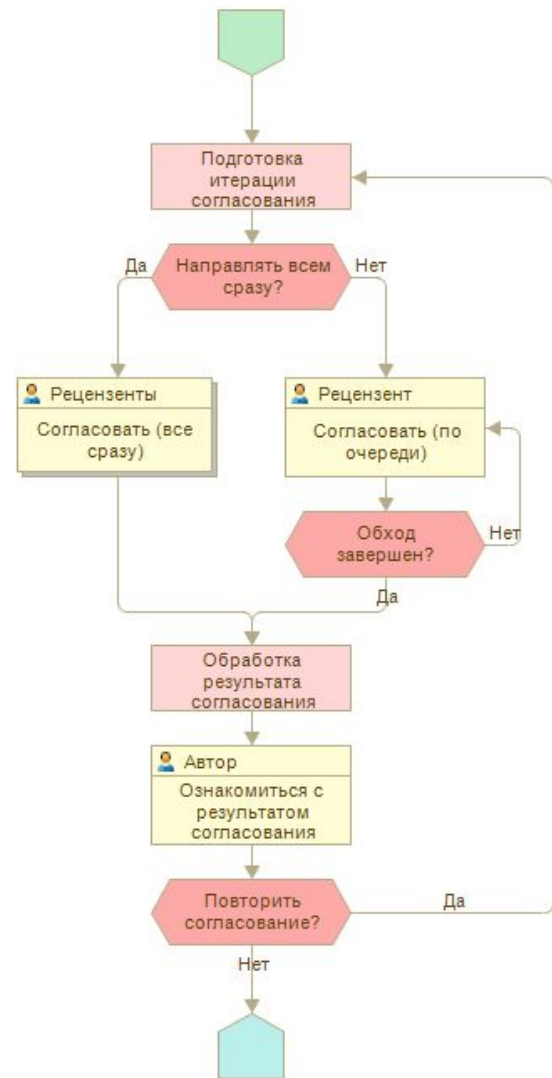 Подготовка
итерации
согласования
Да
Направлять всем
сразу?
Нет
Рецензенты
Согласовать (все
сразу)
Рецензент
Согласовать (по
очереди)
Обход
завершен?
Нет
Да
Обработка
результата
согласования
Автор
Ознакомиться с
результатом
согласования
Повторить
согласование?
Да
Нет